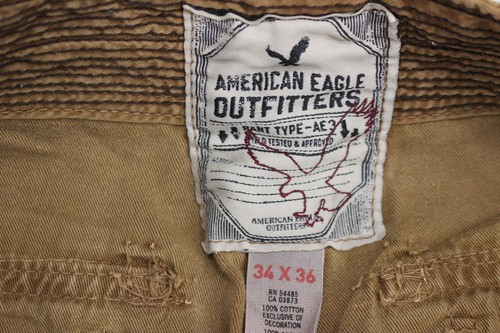 AMERICAN EAGLE
OUTFITTERS
PANT TYPE-AE3
FIELD TESTED & APPROVED
AMERICAN EAGLE
OUTFITTERS
34 X 36
RN 54485
CA 03873
100% COTTON
EXCLUSIVE OF
DECORATION
100%